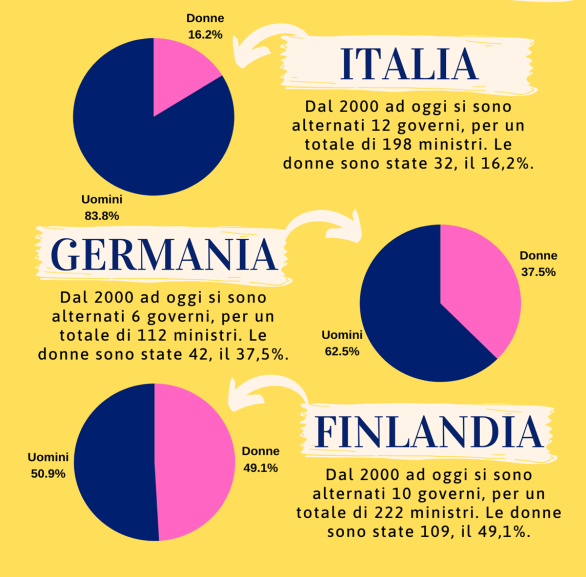 Donne
16.2%
ITALIA
Dal 2000 ad oggi si sono
alternati 12 governi, per un
totale di 198 ministri. Le
donne sono state 32, il 16,2%.
Uomini
83.8%
GERMANIA
Dal 2000 ad oggi si sono
alternati 6 governi, per un
totale di 112 ministri. Le
donne sono state 42, il 37,5%.
Donne
37.5%
Uomini
62.5%
FINLANDIA
Dal 2000 ad oggi si sono
alternati 10 governi, per un
totale di 222 ministri. Le donne
sono state 109, il 49,1%.
Uomini
50.9%
Donne
49.1%